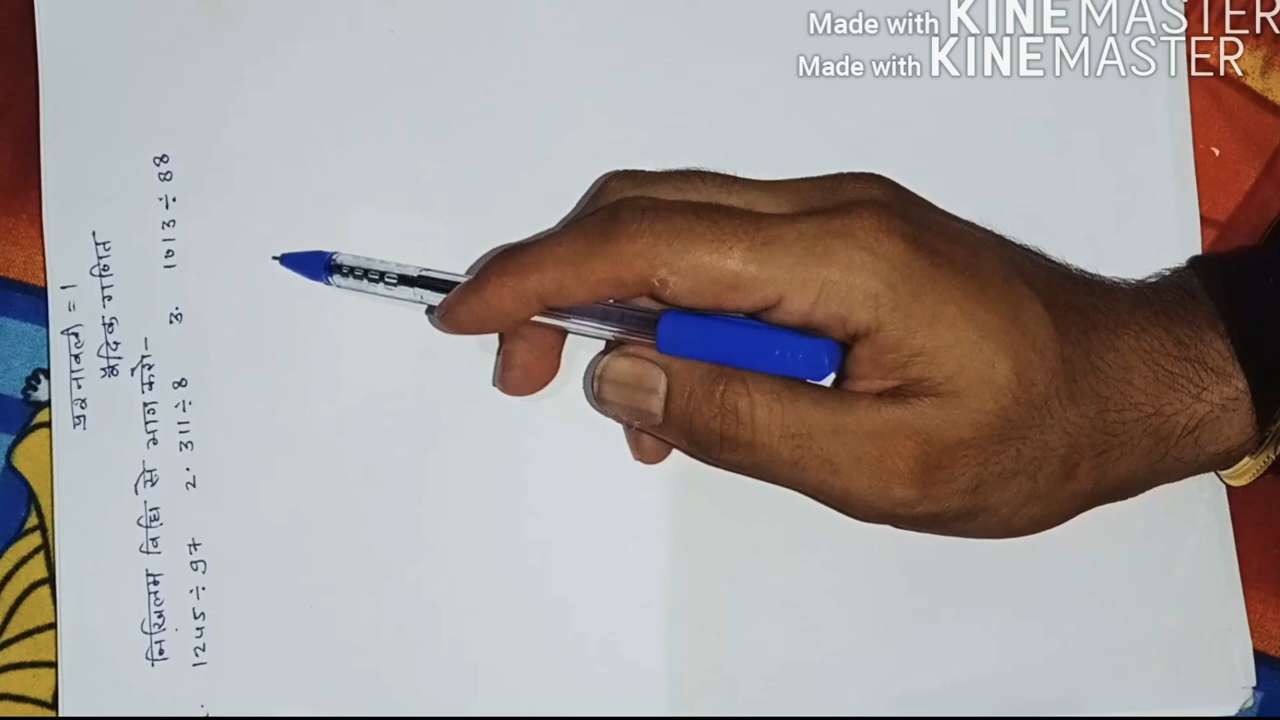 Made with KINEMASTER
Made with KINEMASTER
प्रश्नावली = 1
वैदिक गणित
निखिलम विधि से भाग करो-
1245 ÷ 97 2. 311 ÷ 8 3. 1013 ÷ 88